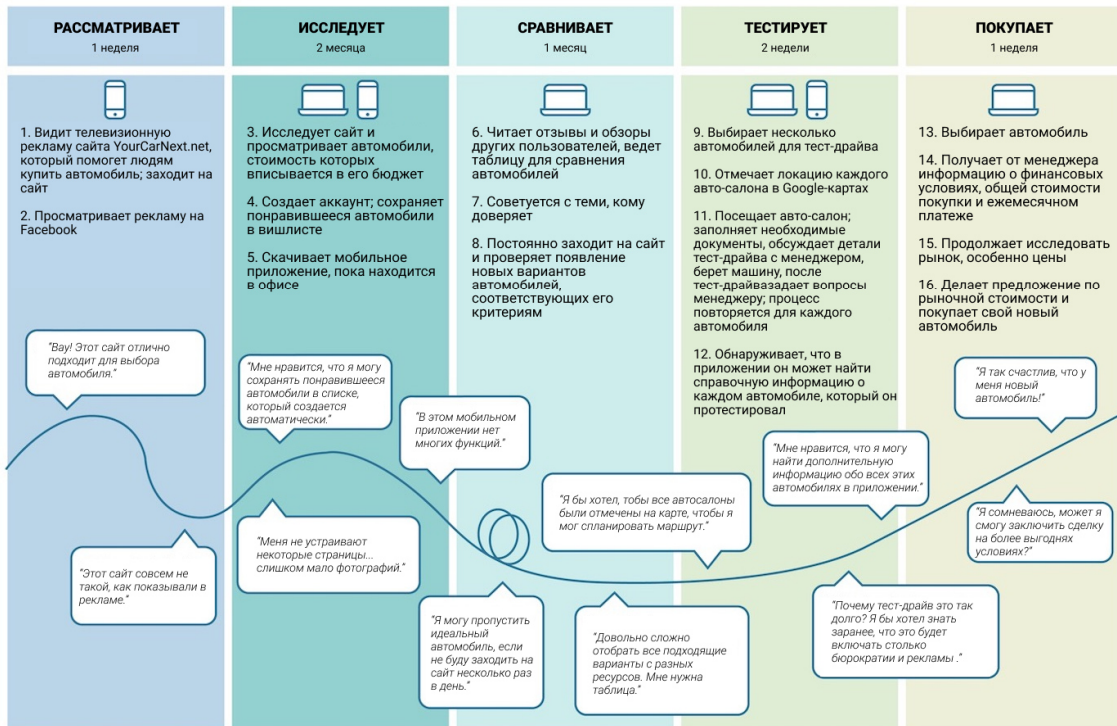 РАССМАТРИВАЕТ
1 неделя
ИССЛЕДУЕТ
2 месяца
СРАВНИВАЕТ
1 месяц
ТЕСТИРУЕТ
2 недели
ПОКУПАЕТ
1 неделя
1. Видит телевизионную
рекламу сайта YourCarNext.net,
который помогет людям
купить автомобиль; заходит на
сайт
2. Просматривает рекламу на
Facebook
3. Исследует сайт и
просматривает автомобили,
стоимость которых
вписывается в его бюджет
4. Создает аккаунт; сохраняет
понравившиеся автомобили
в вишлисте
5. Скачивает мобильное
приложение, пока находится
в офисе
6. Читает отзывы и обзоры
других пользователей, ведет
таблицу для сравнения
автомобилей
7. Советуется с теми, кому
доверяет
8. Постоянно заходит на сайт
и проверяет появление
новых вариантов
автомобилей,
соответствующих его
критериям
9. Выбирает несколько
автомобилей для тест-драйва
10. Отмечает локацию каждого
авто-салона в Google-картах
11. Посещает авто-салон;
заполняет необходимые
документы, обсуждает детали
тест-драйва с менеджером,
берет машину, после
тест-драйвазадает вопросы
менеджеру; процесс
повторяется для каждого
автомобиля
12. Обнаруживает, что в
приложении он может найти
справочную информацию о
каждом автомобиле, который он
протестировал
13. Выбирает автомобиль
14. Получает от менеджера
информацию о финансовых
условиях, общей стоимости
покупки и ежемесячном
платеже
15. Продолжает исследовать
рынок, особенно цены
16. Делает предложение по
рыночной стоимости и
покупает свой новый
автомобиль
"Вау! Этот сайт отлично
подходит для выбора
автомобиля."
"Этот сайт совсем не
такой, как показывали в
рекламе."
"Мне нравится, что я могу
сохранять понравившееся
автомобили в списке,
который создается
автоматически."
"Меня не устраивают
некоторые страницы...
слишком мало фотографий."
"В этом мобильном
приложении нет
многих функций."
"Я могу пропустить
идеальный
автомобиль, если
не буду заходить на
сайт несколько раз
в день."
"Я бы хотел, тобы все автосалоны
были отмечены на карте, чтобы я
мог спланировать маршрут."
"Довольно сложно
отобрать все подходящие
варианты с разных
ресурсов. Мне нужна
таблица."
"Мне нравится, что я могу
найти дополнительную
информацию обо всех этих
автомобилях в приложении."
"Почему тест-драйв это так
долго? Я бы хотел знать
заранее, что это будет
включать столько
бюрократии и рекламы ."
"Я так счастлив, что у
меня новый
автомобиль!"
"Я сомневаюсь, может я
смогу заключить сделку
на более выгоднях
условиях?"